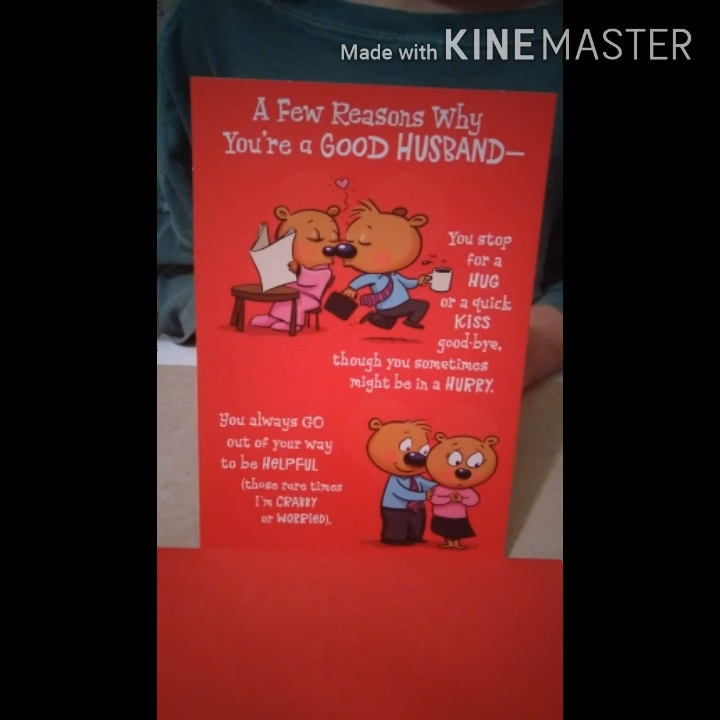 Made with KINEMASTER
A Few Reasons Why
You're a GOOD HUSBAND—
You stop
for a
HUG
or a quick
KISS
good-bye,
though you sometimes
might be in a HURRY.
You always GO
out of your way
to be HELPFUL
(those rare times
I'm CRABBY
or WORRIED).